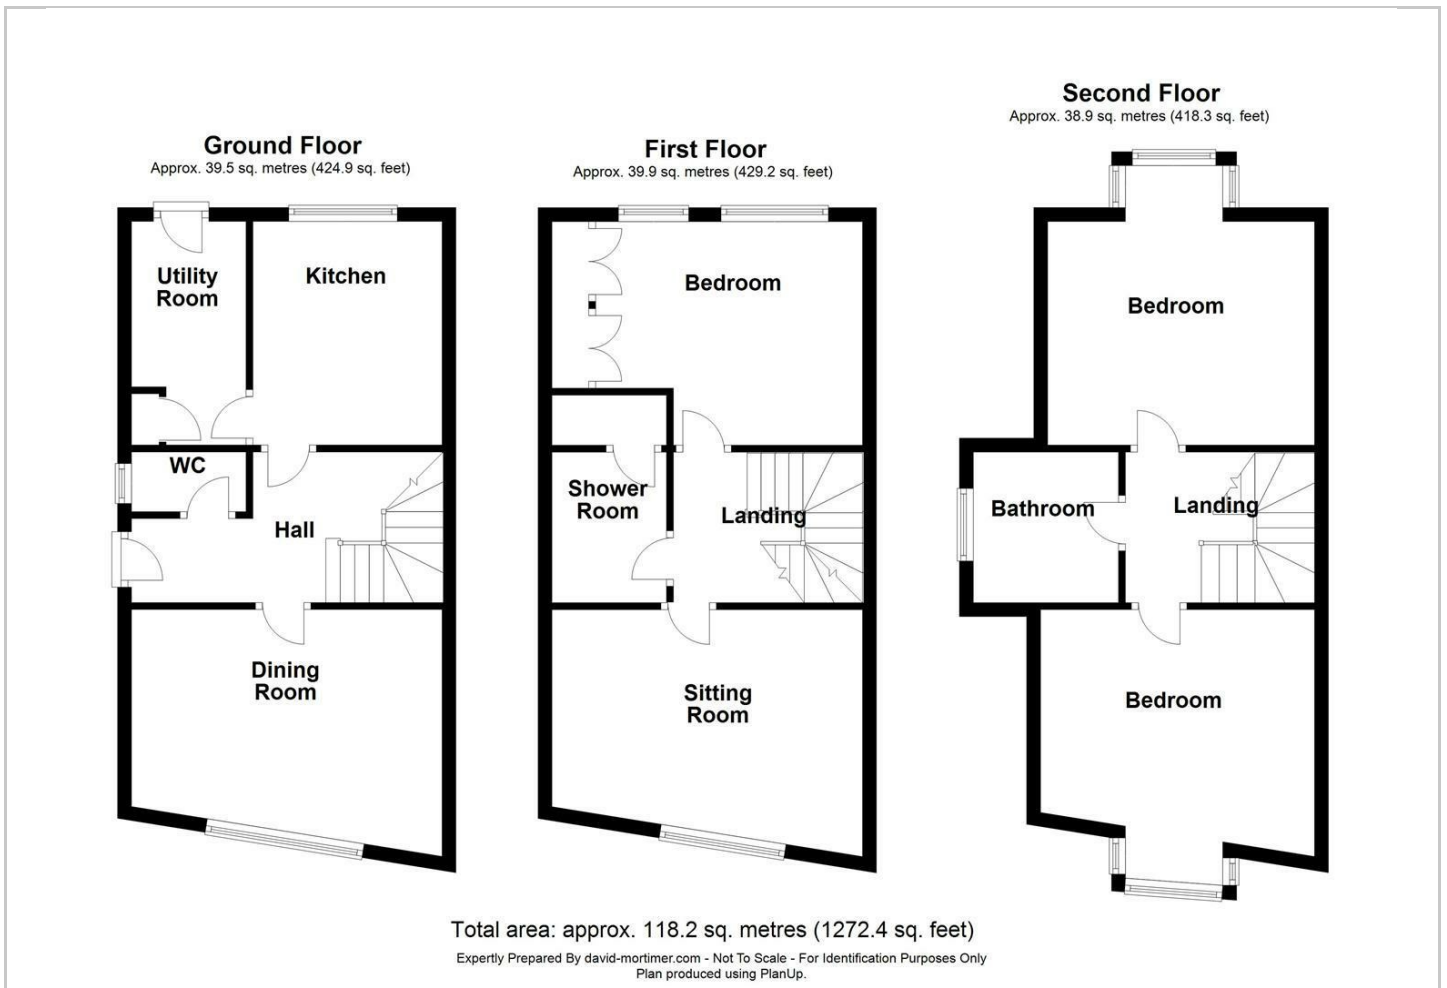 Ground Floor
Approx. 39.5 sq. metres (424.9 sq. feet)
Utility
Room
Kitchen
WC
Hall
Dining
Room
First Floor
Approx. 39.9 sq. metres (429.2 sq. feet)
Bedroom
Shower
Room
Landing
Sitting
Room
Second Floor
Approx. 38.9 sq. metres (418.3 sq. feet)
Bedroom
Bathroom
Landing
Bedroom
Total area: approx. 118.2 sq. metres (1272.4 sq. feet)
Expertly Prepared By david-mortimer.com - Not To Scale - For Identification Purposes Only
Plan produced using PlanUp.